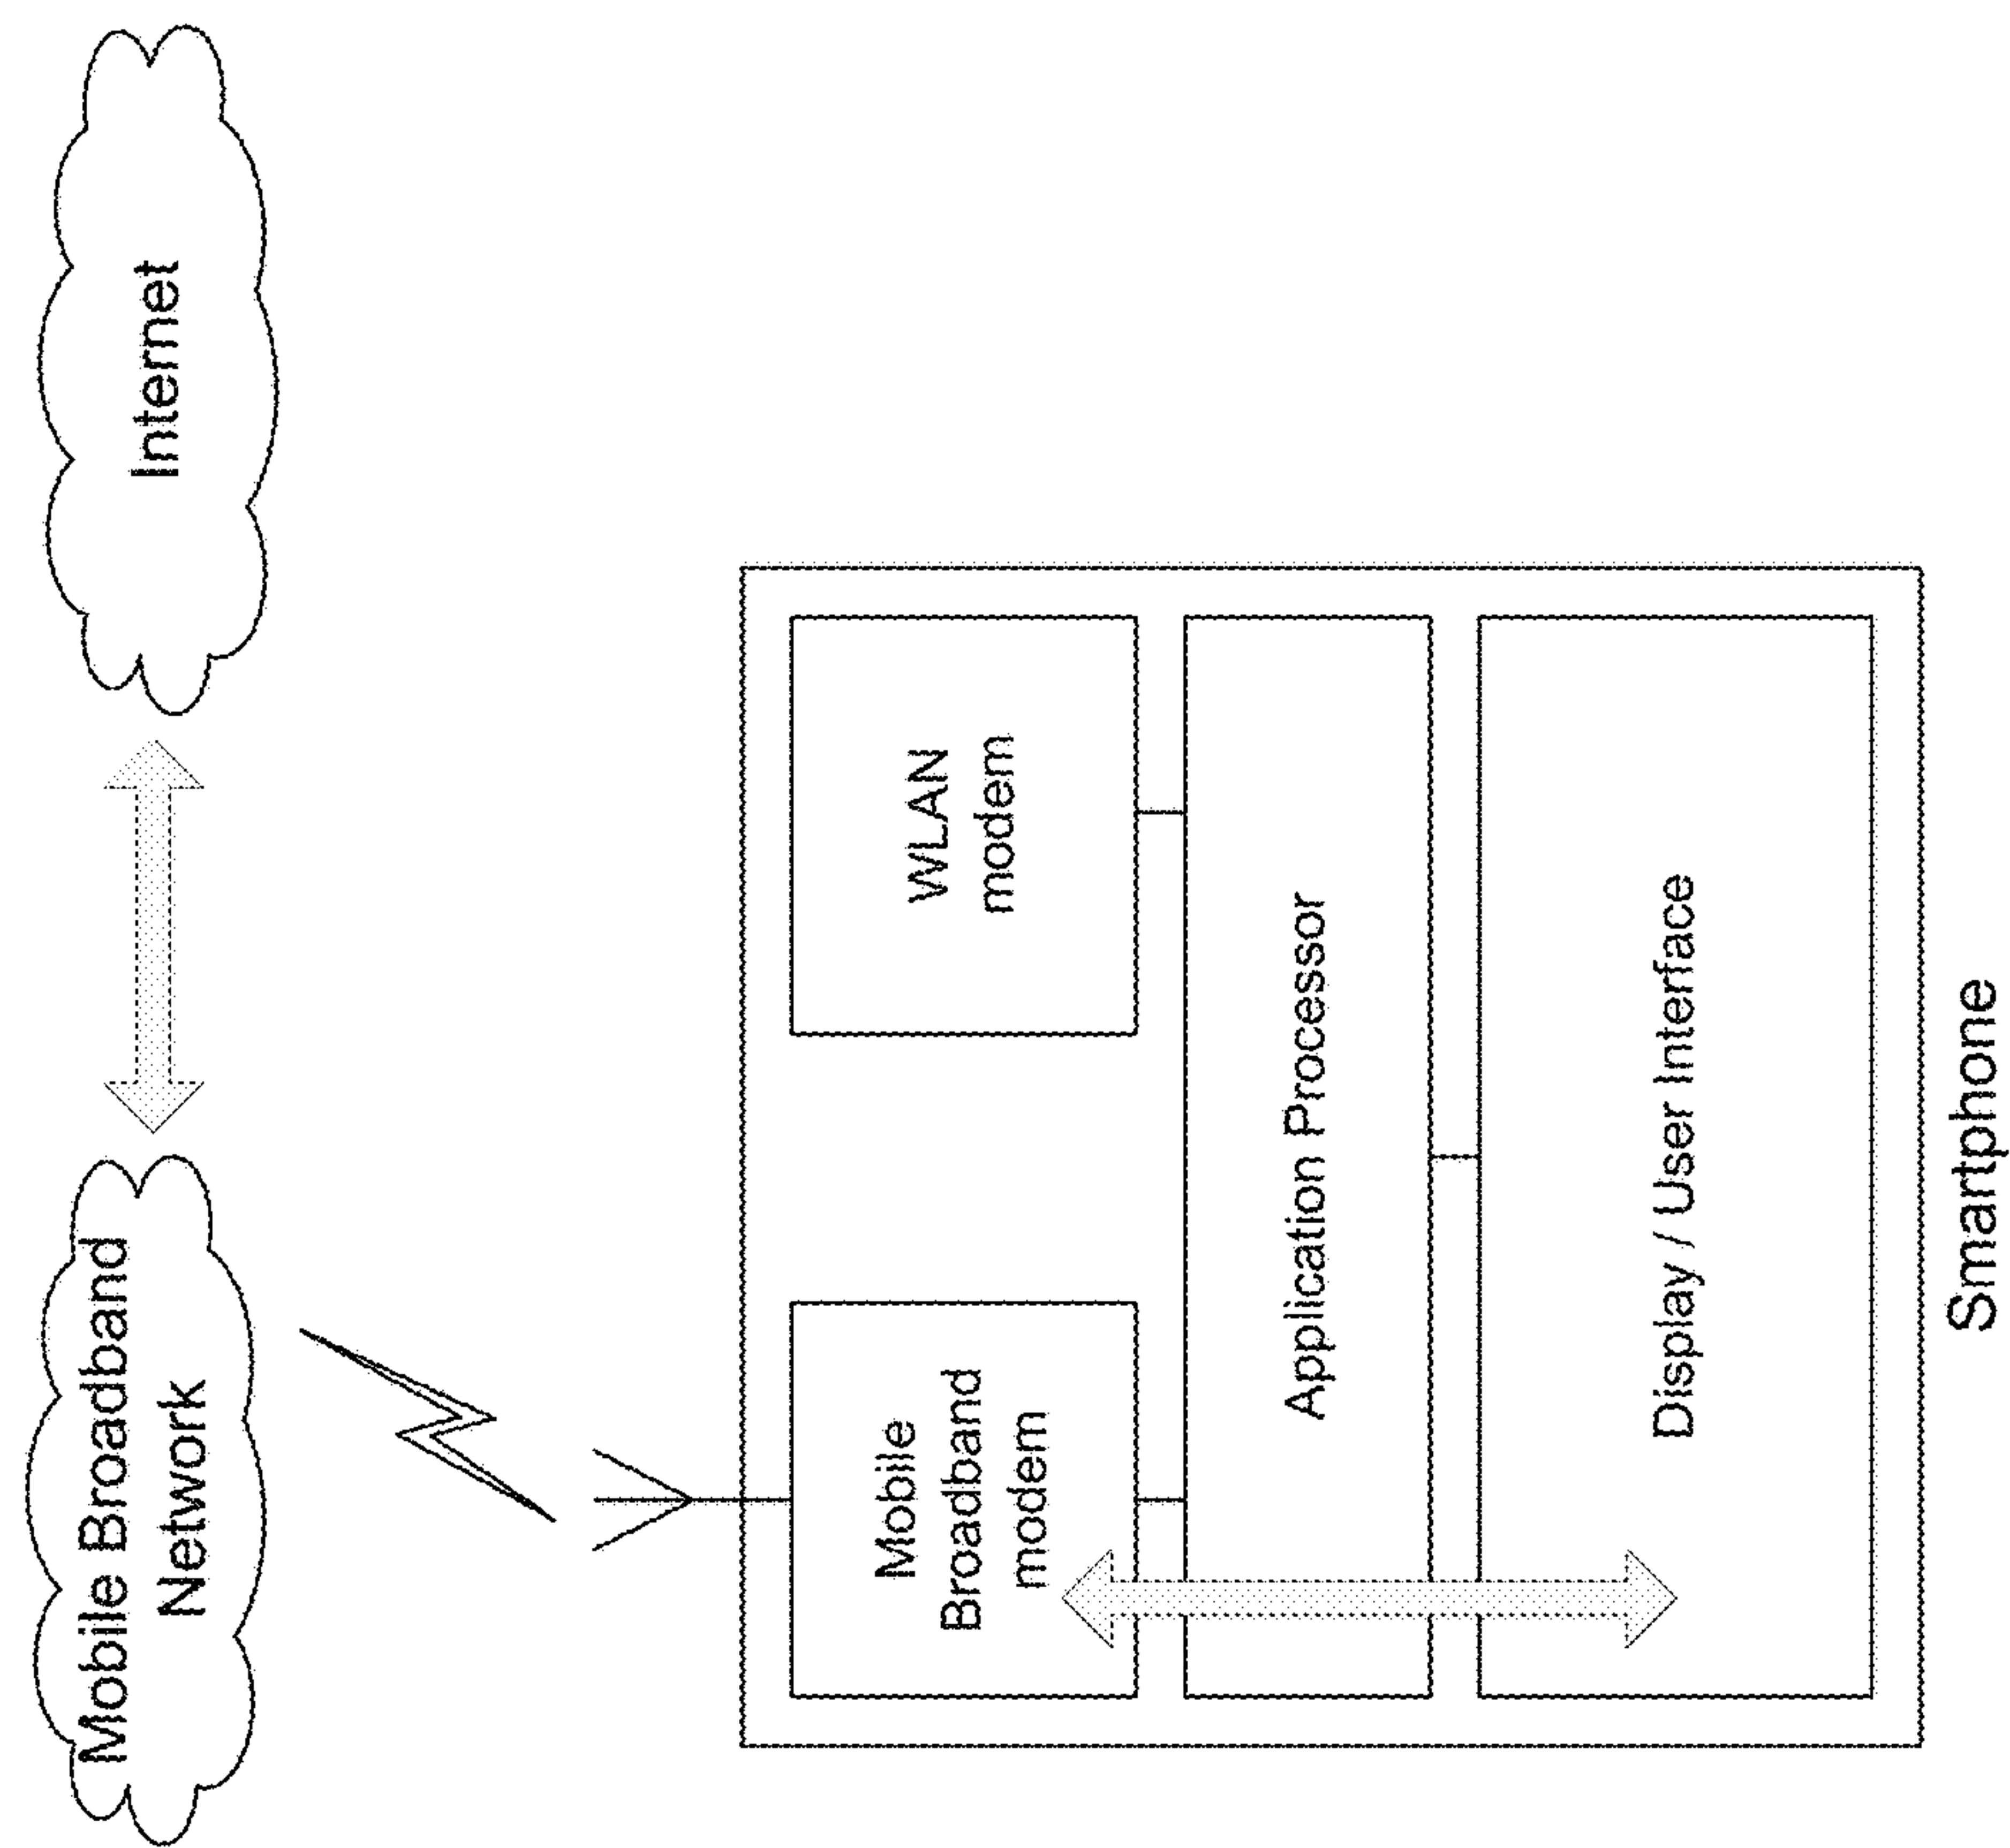 Mobile Broadband
Network
Internet
Mobile
Broadband
modem
WLAN
modem
Application Processor
Display / User Interface
Smartphone